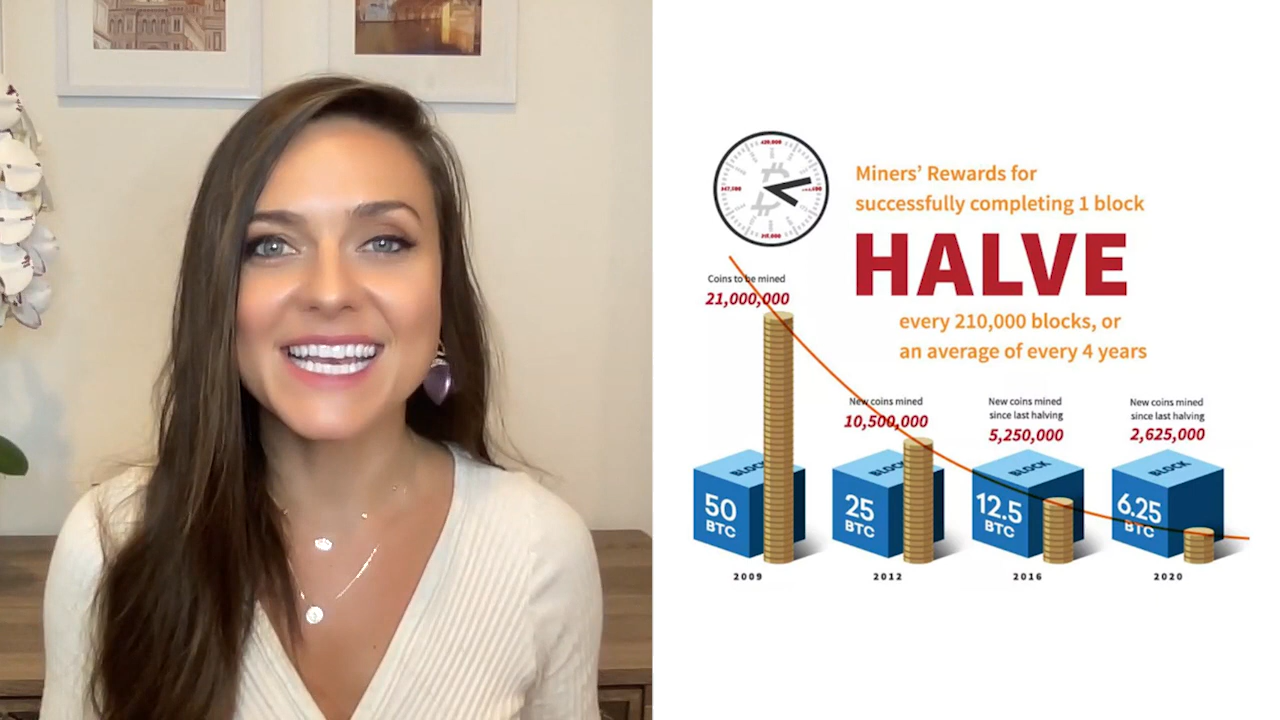 420,000
Miners' Rewards for
successfully completing 1 block
HALVE
every 210,000 blocks, or
an average of every 4 years
Coins to be mined
21,000,000
New coins mined
10,500,000
New coins mined
since last halving
5,250,000
New coins mined
since last halving
2,625,000
BLOCK
50
BTC
BLOCK
25
BTC
BLOCK
12.5
BTC
BLOCK
6.25
BTC
2009
2012
2016
2020